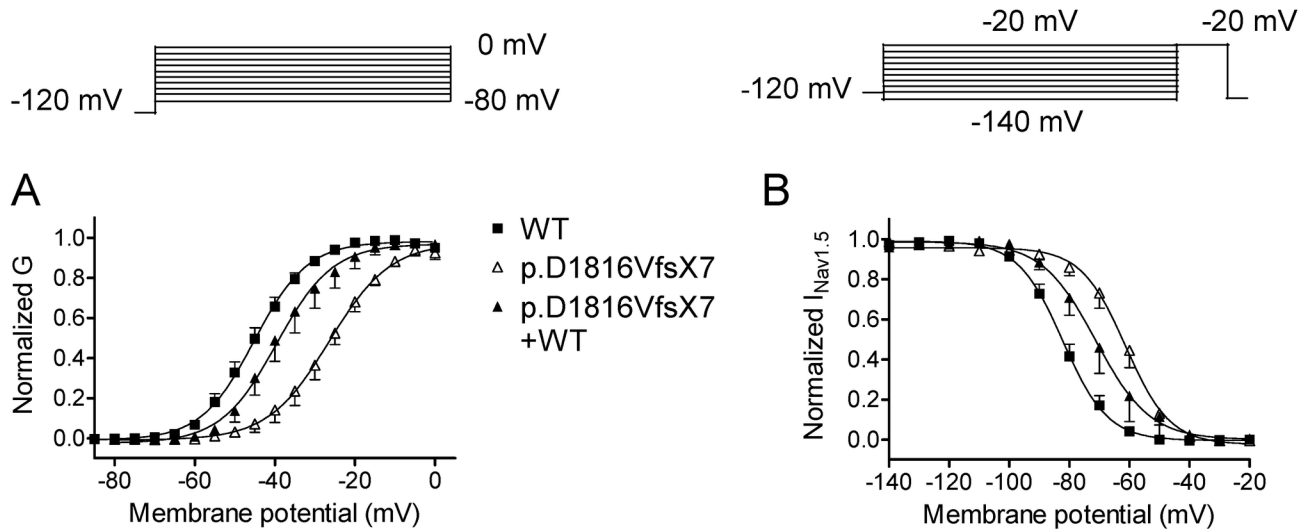 0 mV
-120 mV
-80 mV
-20 mV
-20 mV
-120 mV
-140 mV
A
Normalized G
1.0
0.8
0.6
0.4
0.2
0.0
-80
-60
-40
-20
0
Membrane potential (mV)
WT
p.D1816VfsX7
p.D1816VfsX7
+WT
B
Normalized INav1.5
1.0
0.8
0.6
0.4
0.2
0.0
-140
-120
-100
-80
-60
-40
-20
Membrane potential (mV)